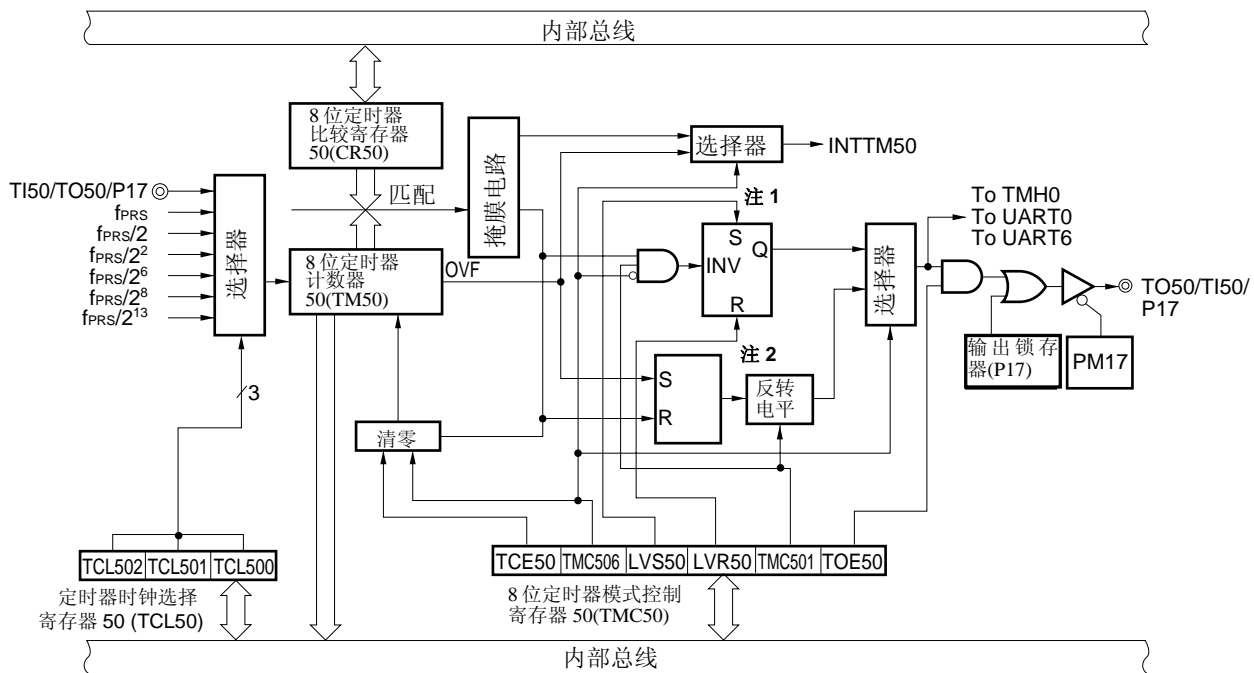 内部总线
8 位定时器
比较寄存器
50(CR50)
掩膜电路
选择器
INTTM50
TI50/TO50/P17
fPRS
fPRS/2
fPRS/2²
fPRS/2⁶
fPRS/2⁸
fPRS/2¹³
选择器
匹配
8 位定时器
计数器
50(TM50)
OVF
注 1
S
INV
Q
R
注 2
选择器
To TMH0
To UART0
To UART6
TO50/TI50/
P17
输出锁存
器(P17)
PM17
S
R
反转
电平
3
清零
TCL502 TCL501 TCL500
定时器时钟选择
寄存器 50 (TCL50)
TCE50 TMC506 LVS50 LVR50 TMC501 TOE50
8 位定时器模式控制
寄存器 50(TMC50)
内部总线